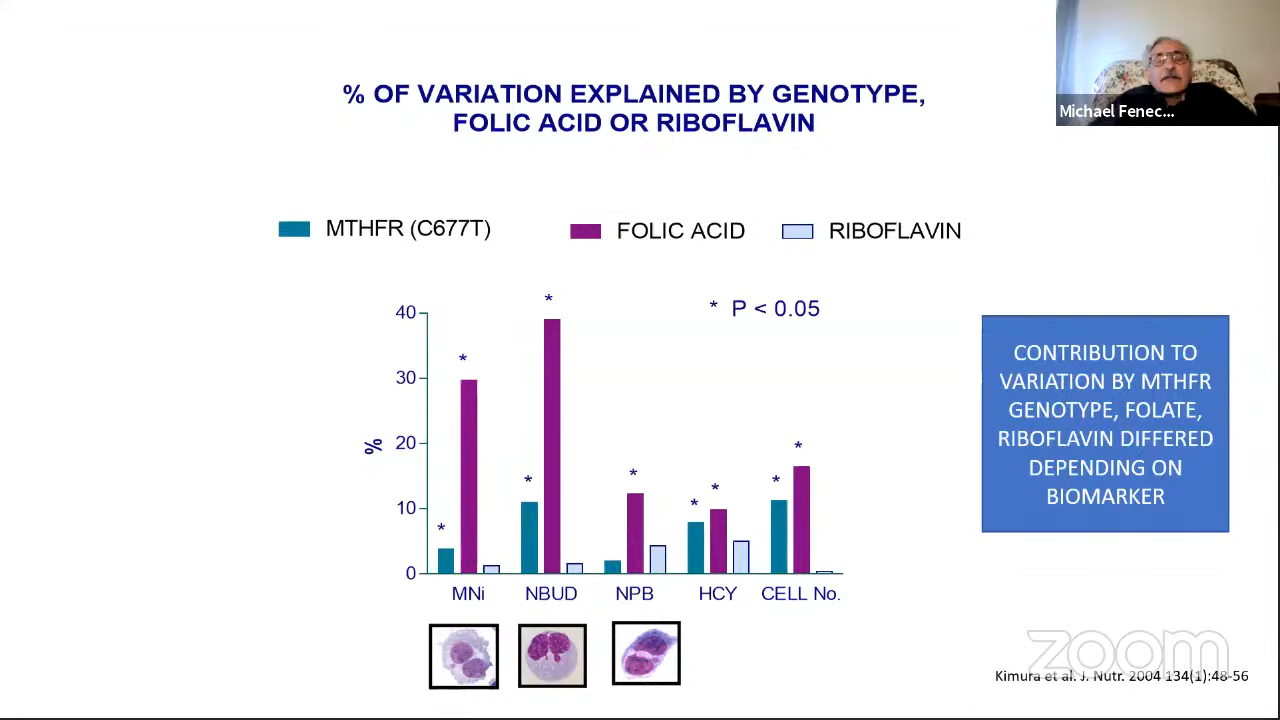 Michael Fenec...
% OF VARIATION EXPLAINED BY GENOTYPE,
FOLIC ACID OR RIBOFLAVIN
MTHFR (C677T)
FOLIC ACID
RIBOFLAVIN
* P < 0.05
40
30
20
10
0
%
*
*
*
*
*
*
*
*
*
MNi
NBUD
NPB
HCY
CELL No.
CONTRIBUTION TO
VARIATION BY MTHFR
GENOTYPE, FOLATE,
RIBOFLAVIN DIFFERED
DEPENDING ON
BIOMARKER
zoom
Kimura et al. J. Nutr. 2004 134(1):48-56